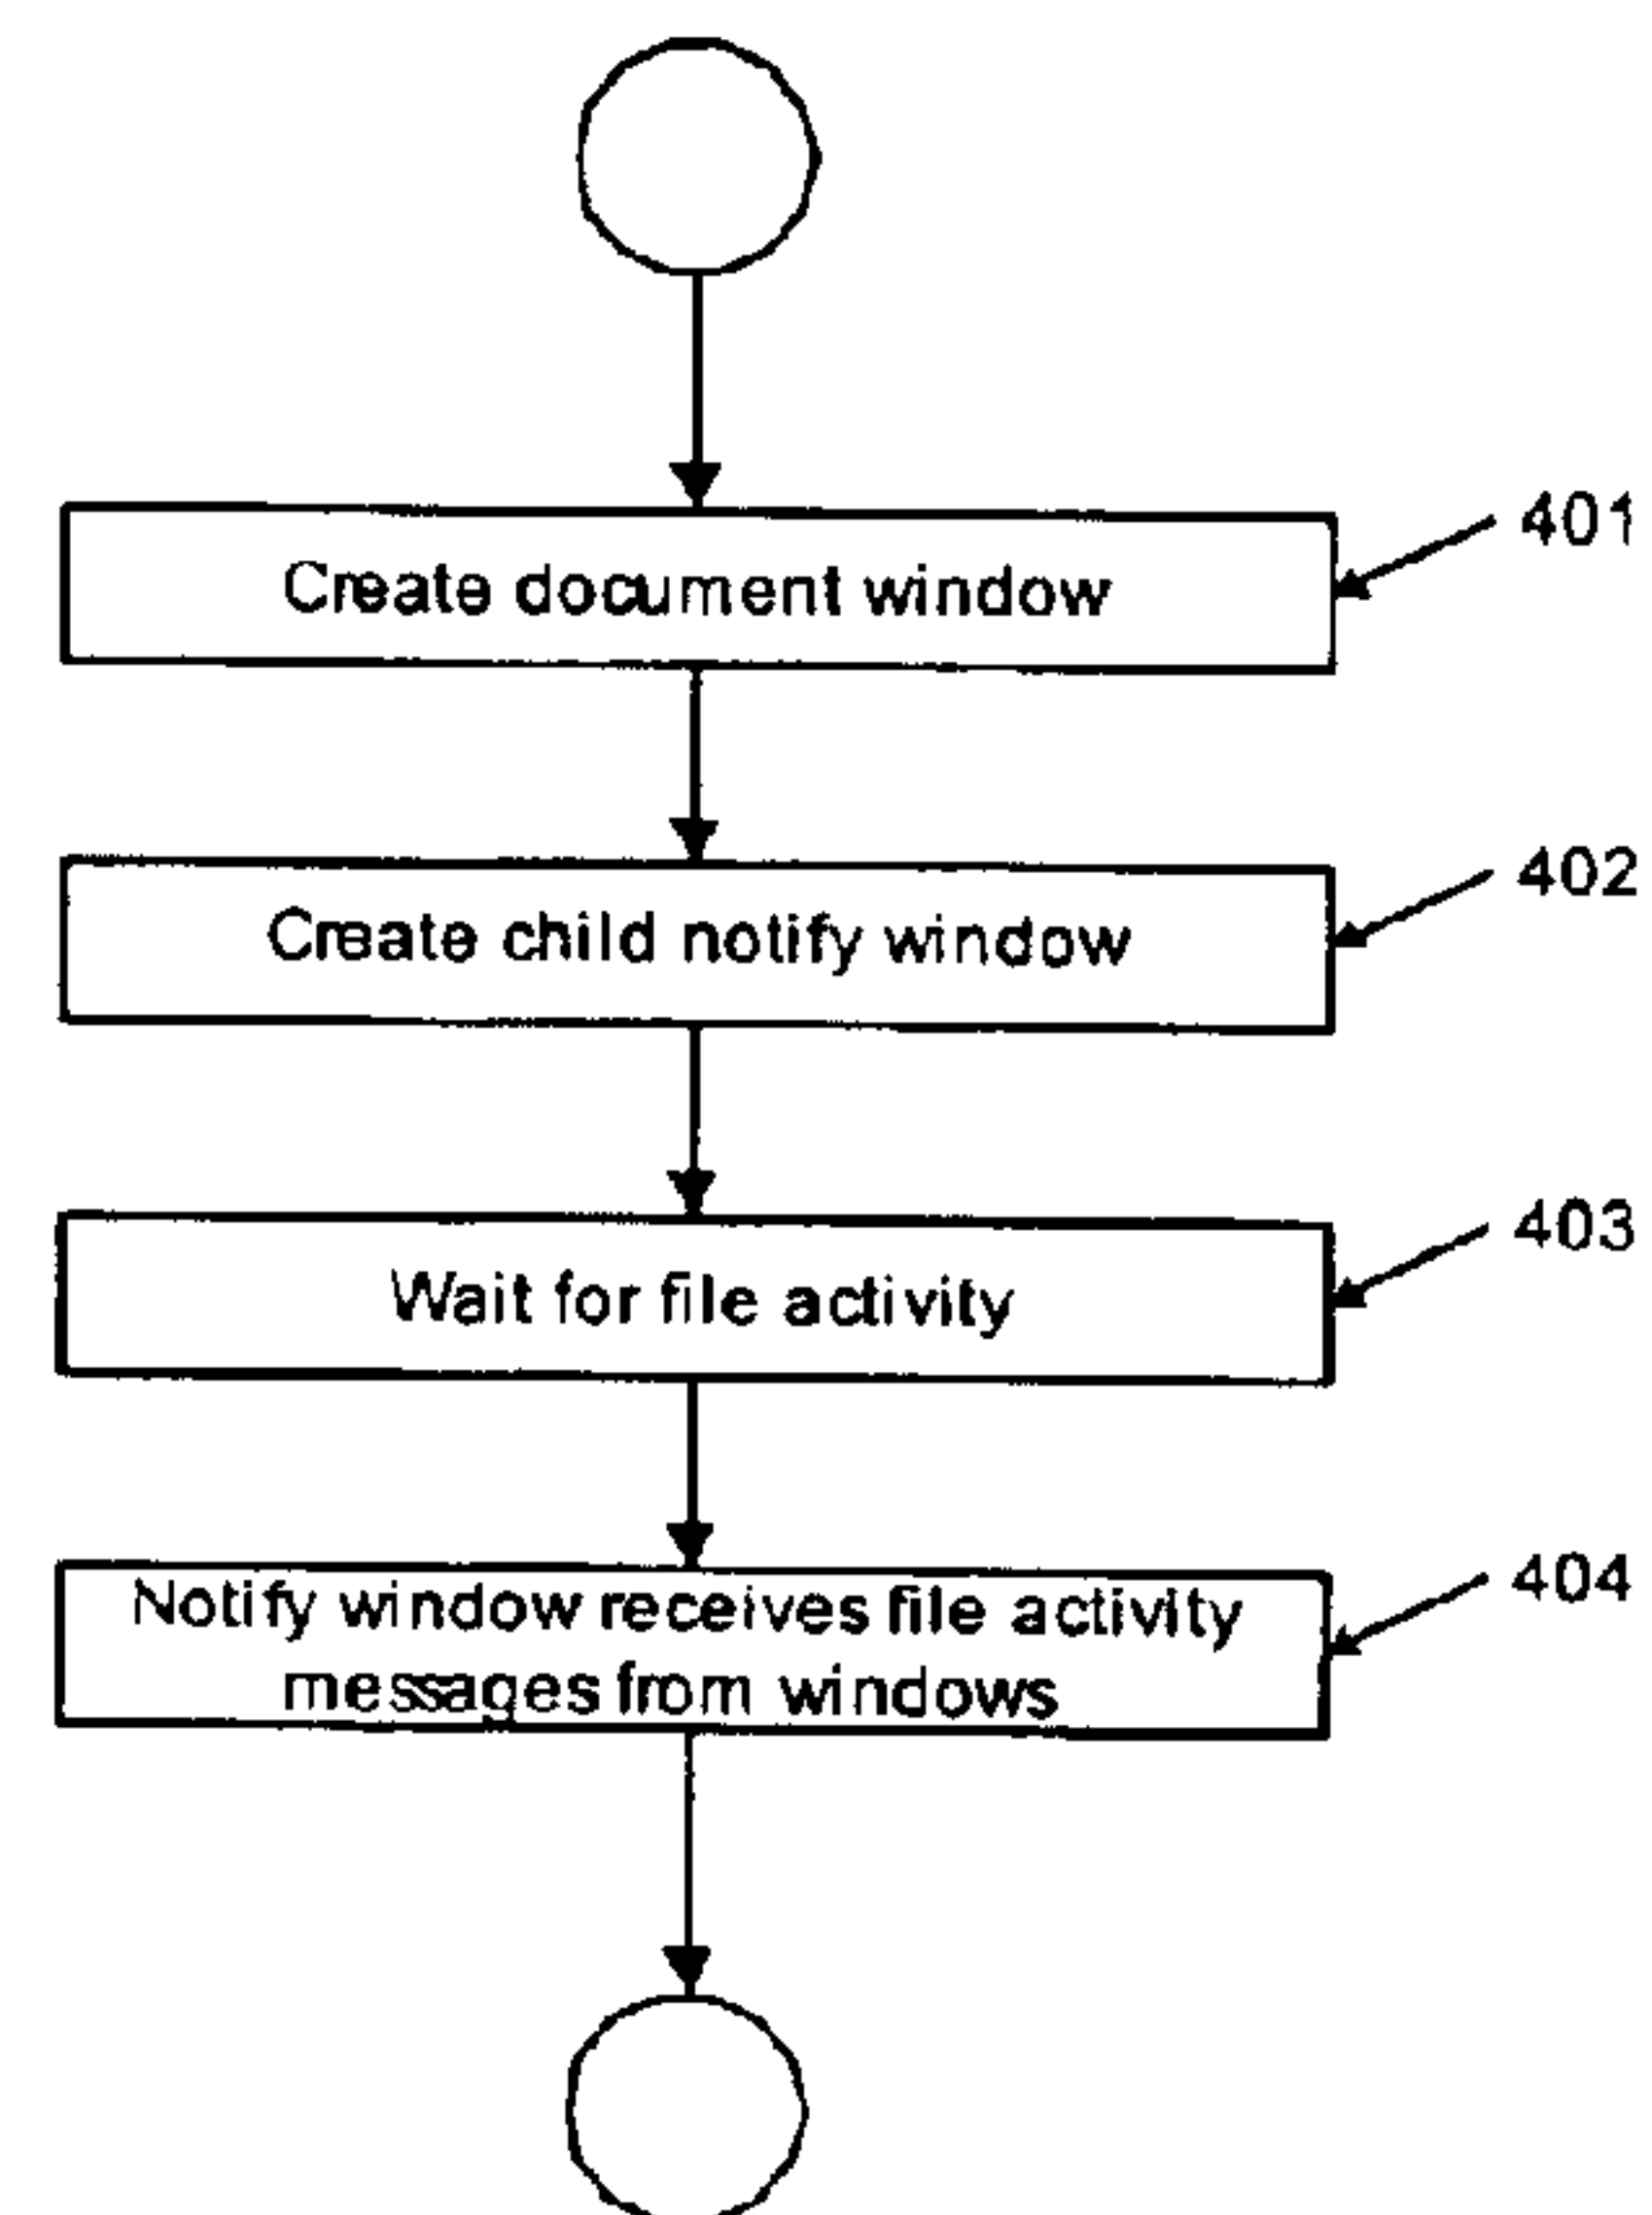 Create document window
401
Create child notify window
402
Wait for file activity
403
Notify window receives file activity
messages from windows
404